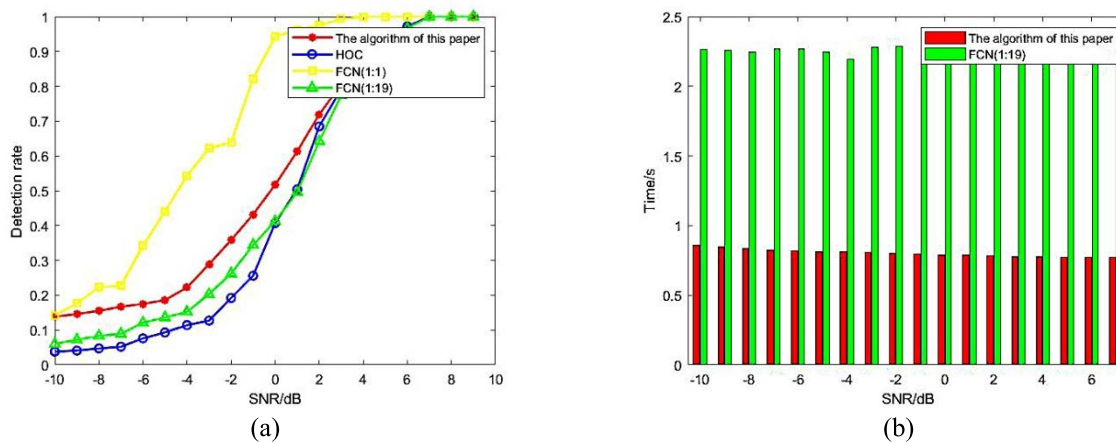 1
0.9
0.8
0.7
0.6
0.5
0.4
0.3
0.2
0.1
0
Detection rate
The algorithm of this paper
HOC
FCN(1:1)
FCN(1:19)
-10 -8 -6 -4 -2 0 2 4 6 8 10
SNR/dB
(a)
2.5
2
1.5
1
0.5
0
Time/s
The algorithm of this paper
FCN(1:19)
-10 -8 -6 -4 -2 0 2 4 6
SNR/dB
(b)